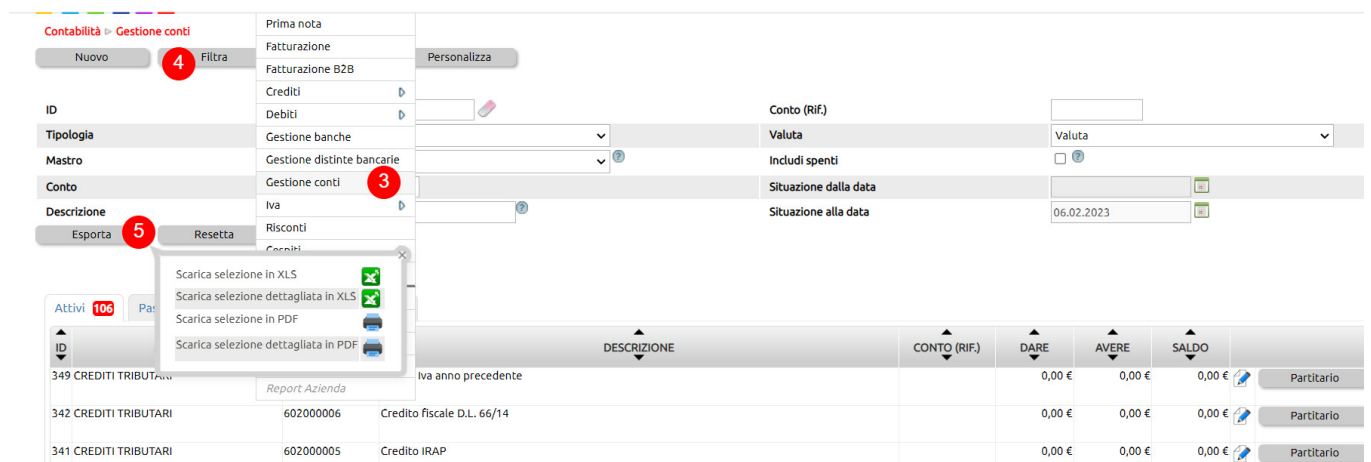 Contabilità ▷ Gestione conti
Nuovo
4
Filtra
Personalizza
Prima nota
Fatturazione
Fatturazione B2B
Crediti
Debiti
Gestione banche
Gestione distinte bancarie
Gestione conti
3
Iva
Risconti
Cespiti
Report Azienda
ID
Conto (Rif.)
Tipologia
Valuta
Valuta
Mastro
Includi spenti
Conto
Situazione dalla data
Descrizione
Situazione alla data
06.02.2023
Esporta
5
Resetta
Scarica selezione in XLS
Scarica selezione dettagliata in XLS
Scarica selezione in PDF
Scarica selezione dettagliata in PDF
Attivi 106
ID
DESCRIZIONE
CONTO (RIF.)
DARE
AVERE
SALDO
349 CREDITI TRIBUTARI Iva anno precedente 0,00 € 0,00 € 0,00 € Partitario
342 CREDITI TRIBUTARI 602000006 Credito fiscale D.L. 66/14 0,00 € 0,00 € 0,00 € Partitario
341 CREDITI TRIBUTARI 602000005 Credito IRAP 0,00 € 0,00 € 0,00 € Partitario